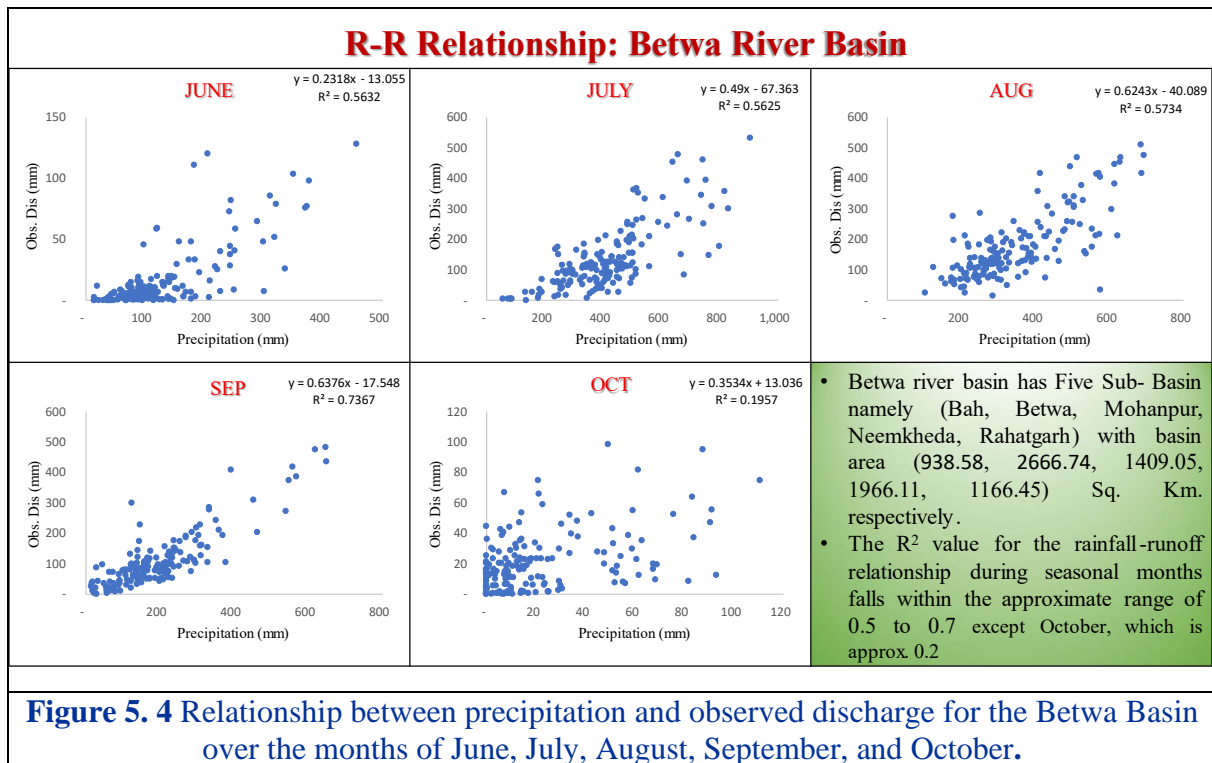 R-R Relationship: Betwa River Basin
JUNE
y = 0.2318x - 13.055
R² = 0.5632
150
100
50
-
Obs. Dis (mm)
- 100 200 300 400 500
Precipitation (mm)
JULY
y = 0.49x - 67.363
R² = 0.5625
600
500
400
300
200
100
-
Obs. Dis (mm)
- 200 400 600 800 1,000
Precipitation (mm)
AUG
y = 0.6243x - 40.089
R² = 0.5734
600
500
400
300
200
100
-
Obs. Dis (mm)
- 200 400 600 800
Precipitation (mm)
SEP
y = 0.6376x - 17.548
R² = 0.7367
600
500
400
300
200
100
-
Obs. Dis (mm)
- 200 400 600 800
Precipitation (mm)
OCT
y = 0.3534x + 13.036
R² = 0.1957
120
100
80
60
40
20
-
Obs. Dis (mm)
- 20 40 60 80 100 120
Precipitation (mm)
• Betwa river basin has Five Sub- Basin
namely (Bah, Betwa, Mohanpur,
Neemkheda, Rahatgarh) with basin
area (938.58, 2666.74, 1409.05,
1966.11, 1166.45) Sq. Km.
respectively.
• The R² value for the rainfall-runoff
relationship during seasonal months
falls within the approximate range of
0.5 to 0.7 except October, which is
approx. 0.2
Figure 5. 4 Relationship between precipitation and observed discharge for the Betwa Basin
over the months of June, July, August, September, and October.